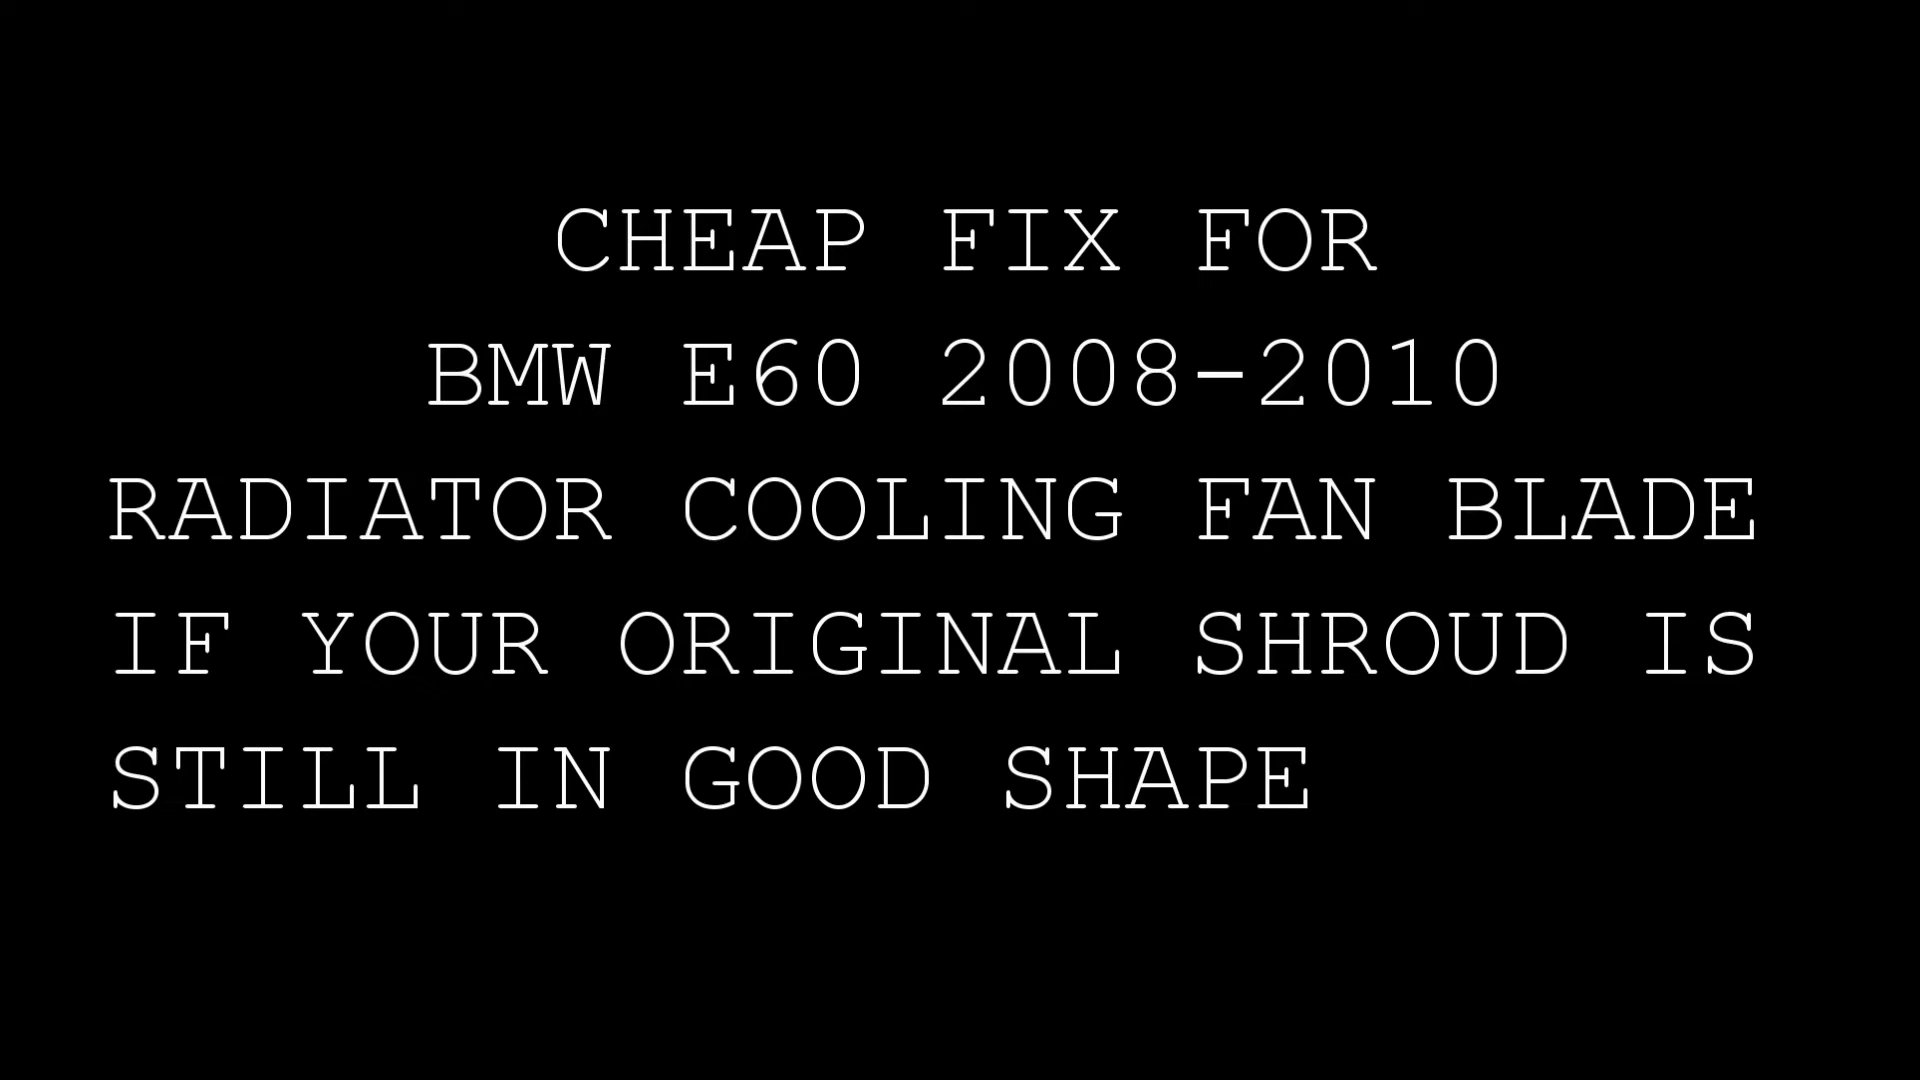 CHEAP FIX FOR
BMW E60 2008-2010
RADIATOR COOLING FAN BLADE
IF YOUR ORIGINAL SHROUD IS
STILL IN GOOD SHAPE